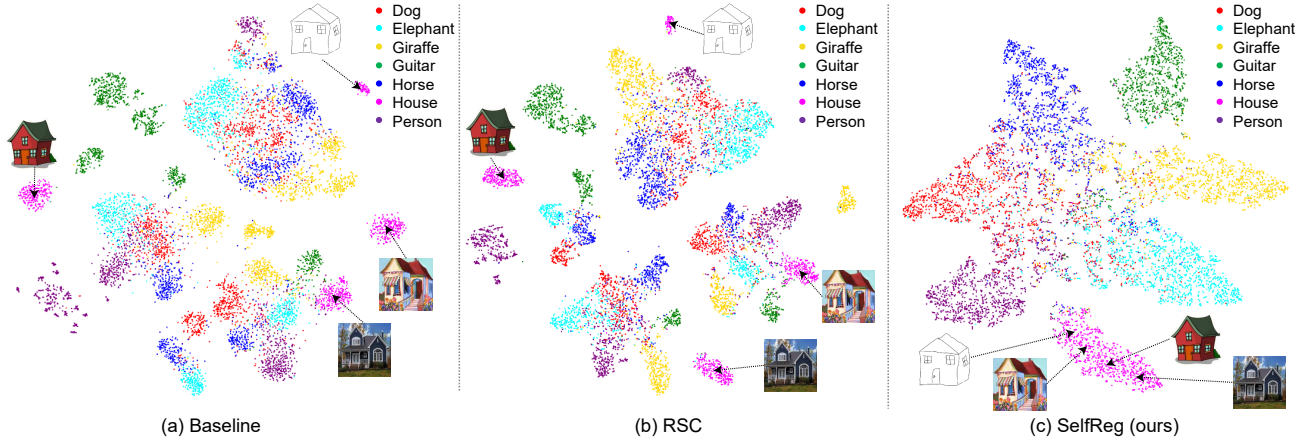 Dog
Elephant
Giraffe
Guitar
Horse
House
Person
Dog
Elephant
Giraffe
Guitar
Horse
House
Person
Dog
Elephant
Giraffe
Guitar
Horse
House
Person
(a) Baseline
(b) RSC
(c) SelfReg (ours)